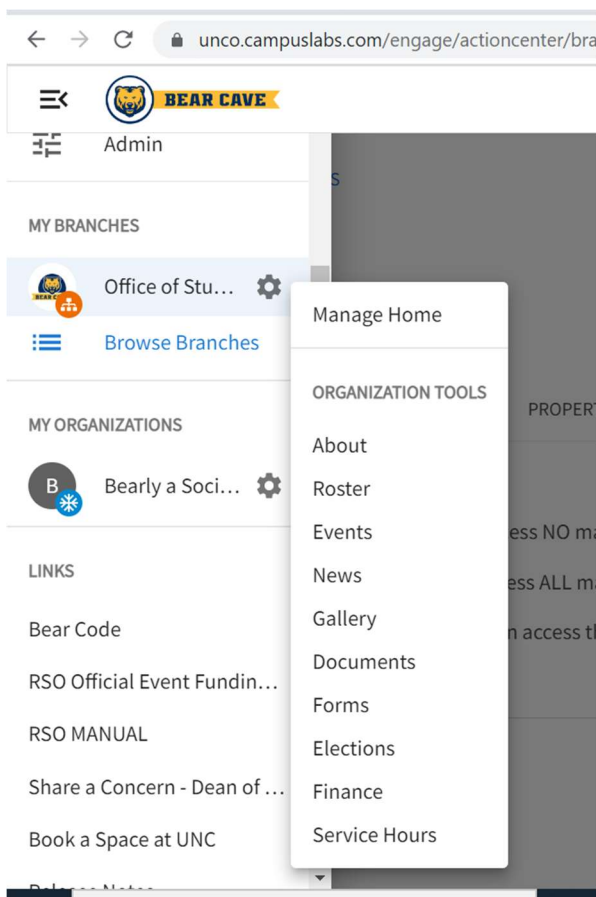 unco.campuslabs.com/engage/actioncenter/bra
BEAR CAVE
Admin
s
MY BRANCHES
BEAR C
Office of Stu...
Browse Branches
MY ORGANIZATIONS
B
Bearly a Soci...
LINKS
Bear Code
RSO Official Event Fundin...
RSO MANUAL
Share a Concern - Dean of ...
Book a Space at UNC
Manage Home
ORGANIZATION TOOLS
About
Roster
Events
News
Gallery
Documents
Forms
Elections
Finance
Service Hours
PROPERT
ess NO ma
ess ALL ma
n access th